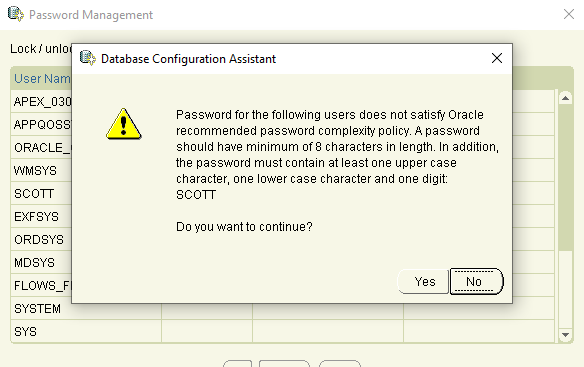 Password Management
Lock / unlo
Database Configuration Assistant
User Nam
APEX_030
APPQOSS
ORACLE_
WMSYS
SCOTT
EXFSYS
ORDSYS
MDSYS
FLOWS_F
SYSTEM
SYS
Password for the following users does not satisfy Oracle
recommended password complexity policy. A password
should have minimum of 8 characters in length. In addition,
the password must contain at least one upper case
character, one lower case character and one digit:
SCOTT
Do you want to continue?
Yes
No